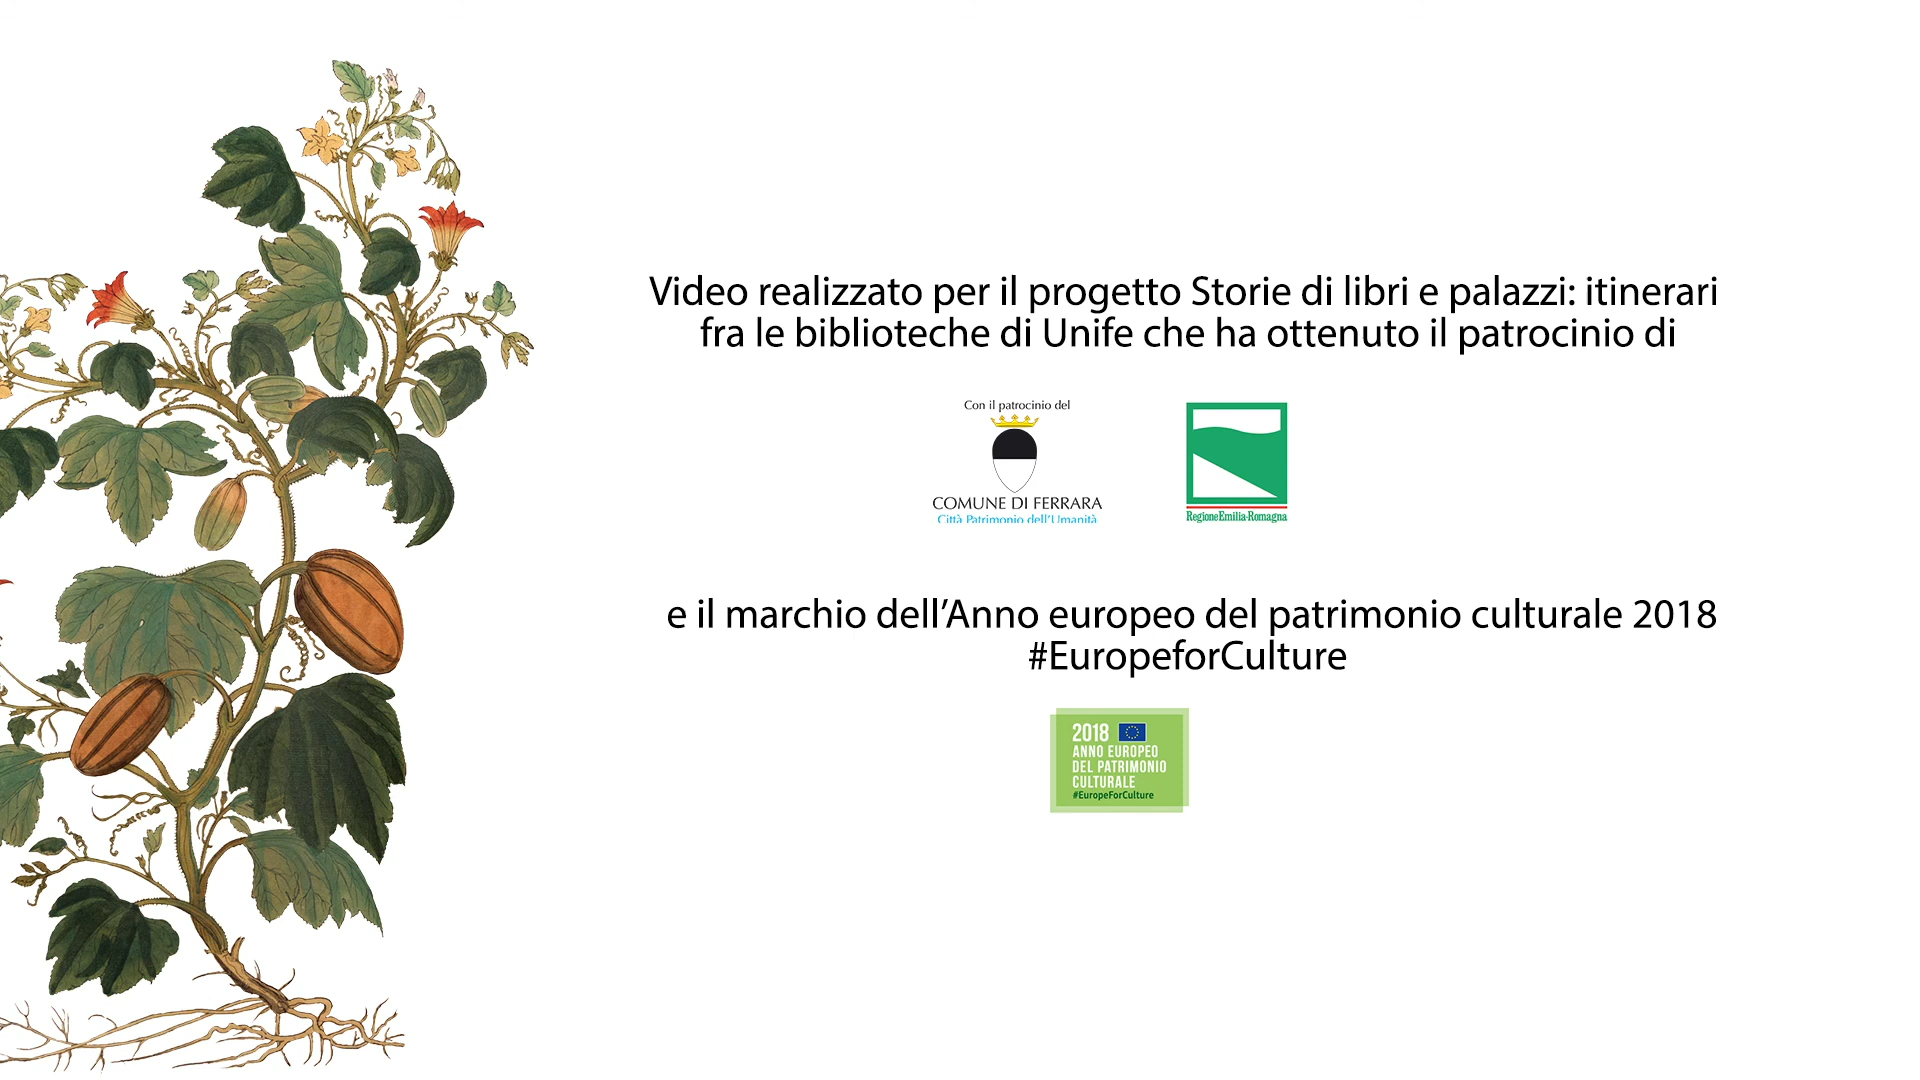 Video realizzato per il progetto Storie di libri e palazzi: itinerari
fra le biblioteche di Unife che ha ottenuto il patrocinio di
Con il patrocinio del
COMUNE DI FERRARA
Città Patrimonio dell'Umanità
RegioneEmilia-Romagna
e il marchio dell'Anno europeo del patrimonio culturale 2018
#EuropeforCulture
2018
ANNO EUROPEO
DEL PATRIMONIO
CULTURALE
#EuropeForCulture